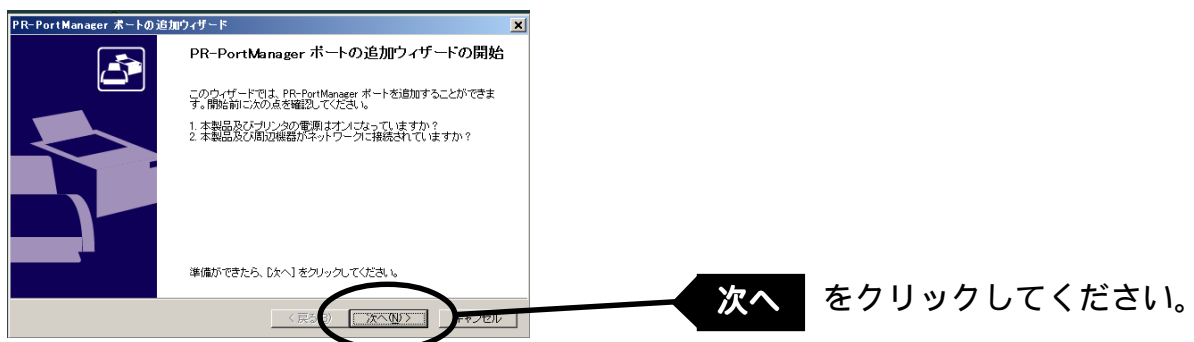 PR-PortManager ポートの追加ウィザード
PR-PortManager ポートの追加ウィザードの開始
このウィザードでは、PR-PortManager ポートを追加することができま
す。開始前に次の点を確認してください。
1. 本製品及びプリンタの電源はオンになっていますか？
2. 本製品及び周辺機器がネットワークに接続されていますか？
準備ができたら、[次へ] をクリックしてください。
< 戻る(B) 次へ(N) > キャンセル
次へ をクリックしてください。